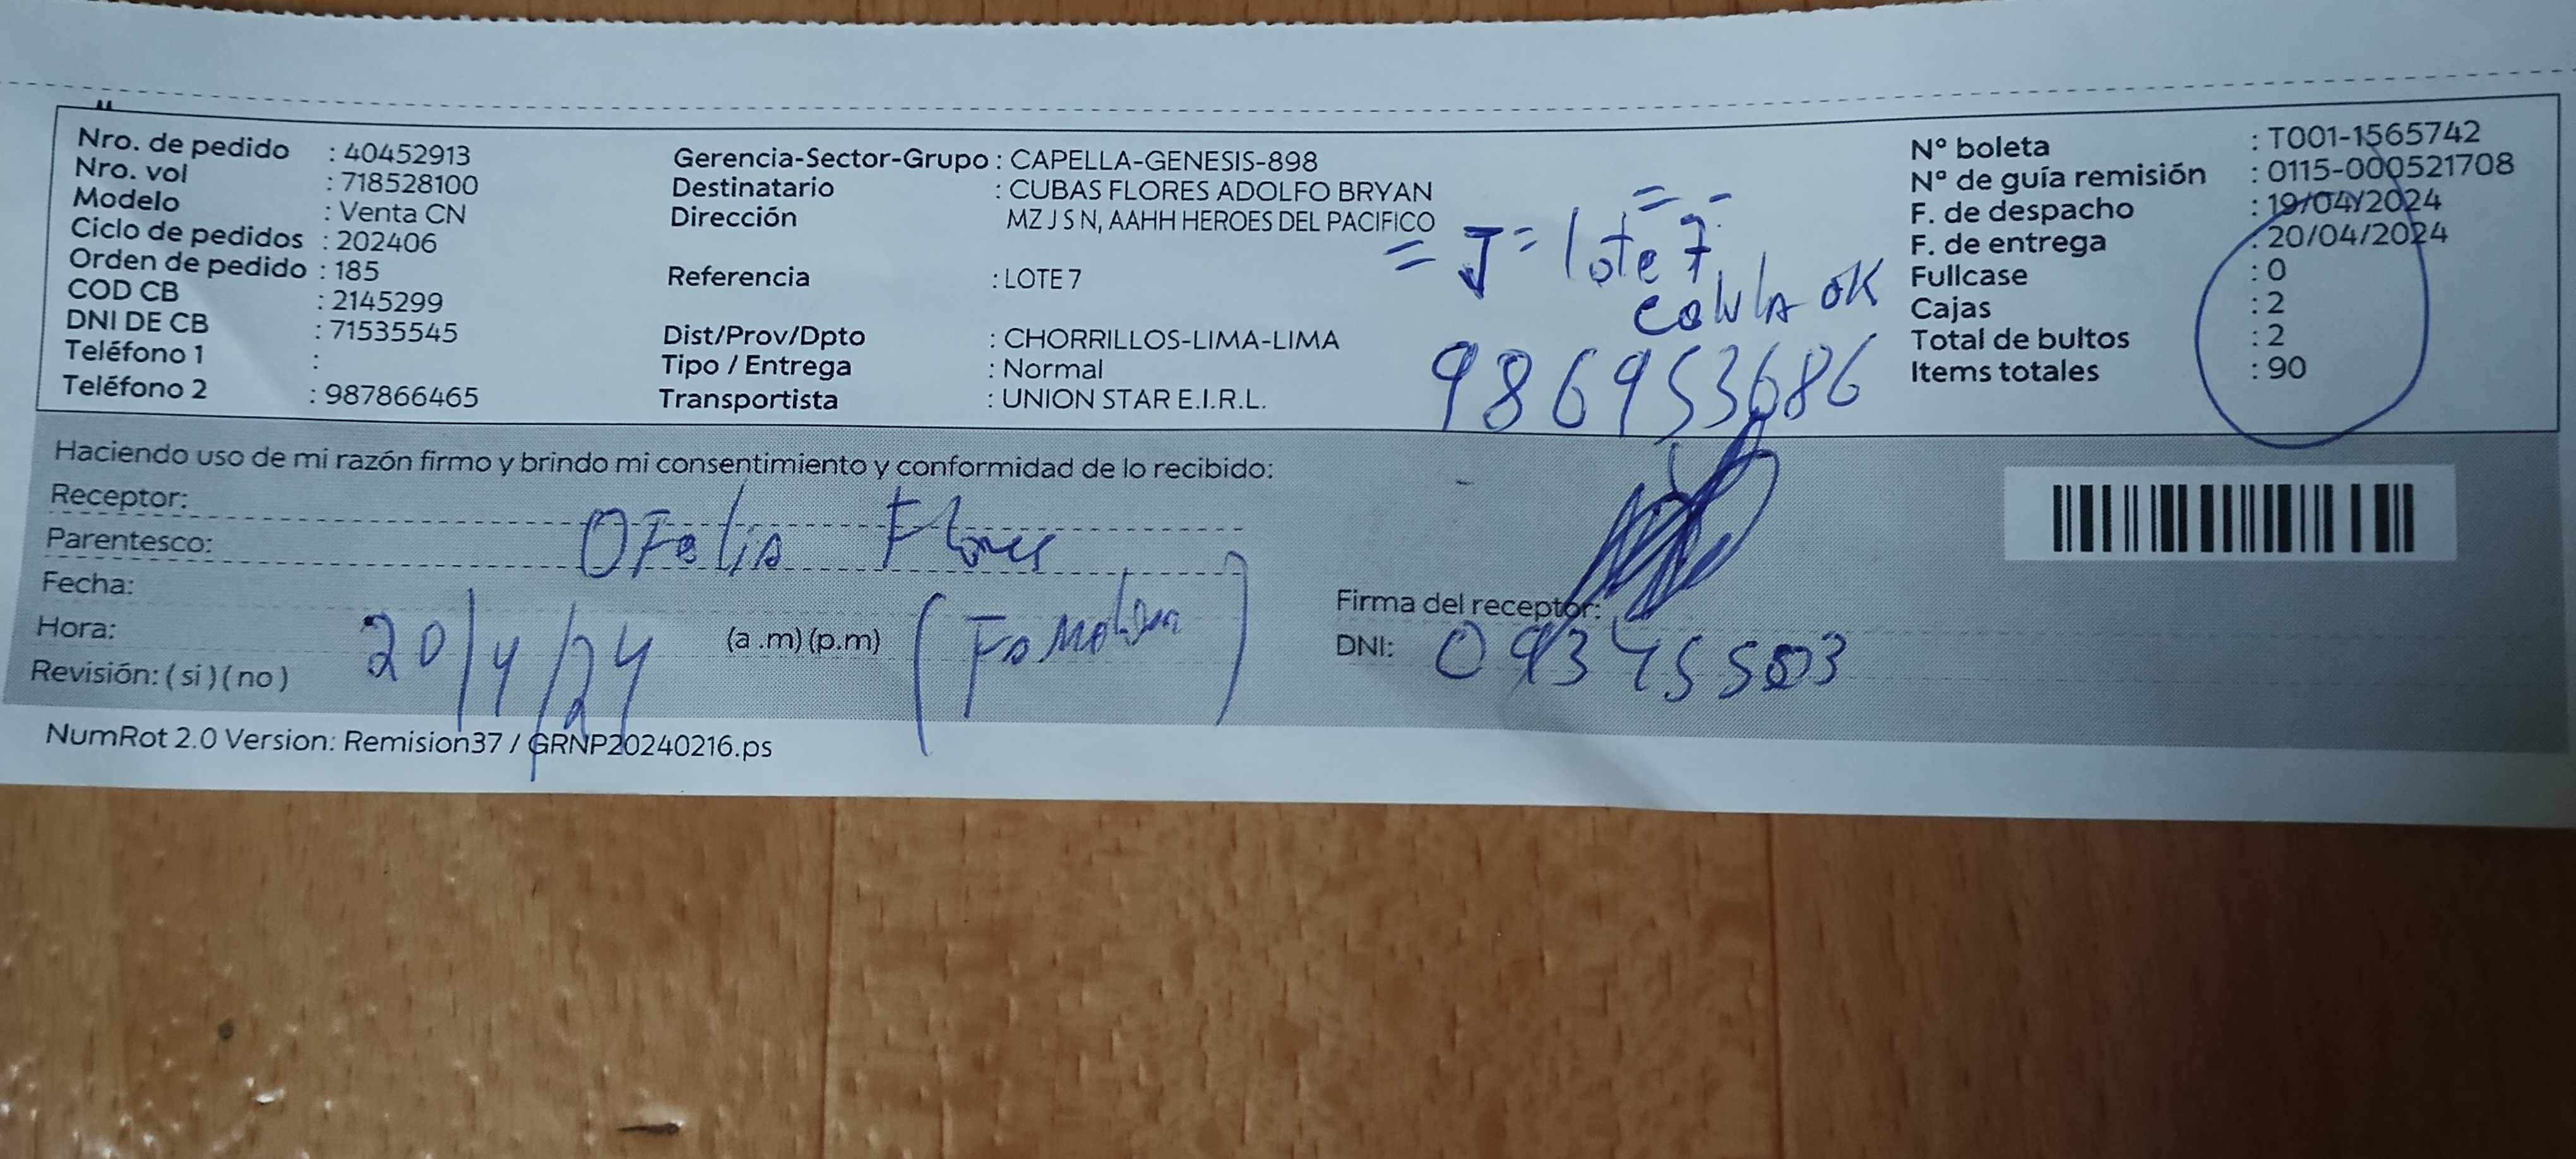 Nro. de pedido : 40452913
Nro. vol : 718528100
Modelo : Venta CN
Ciclo de pedidos : 202406
Orden de pedido : 185
COD CB : 2145299
DNI DE CB : 71535545
Teléfono 1 :
Teléfono 2 : 987866465
Gerencia-Sector-Grupo : CAPELLA-GENESIS-898
Destinatario : CUBAS FLORES ADOLFO BRYAN
Dirección MZ J S N, AAHH HEROES DEL PACIFICO
Referencia : LOTE 7
Dist/Prov/Dpto : CHORRILLOS-LIMA-LIMA
Tipo / Entrega : Normal
Transportista : UNION STAR E.I.R.L.
= J = lote 7
OK
986953686
N° boleta : T001-1565742
N° de guía remisión : 0115-000521708
F. de despacho : 19/04/2024
F. de entrega : 20/04/2024
Fullcase : 0
Cajas : 2
Total de bultos : 2
Items totales : 90
Haciendo uso de mi razón firmo y brindo mi consentimiento y conformidad de lo recibido:
Receptor:
Parentesco: OFelia Flores
Fecha:
Hora: 20/4/24 (a .m) (p.m)
Revisión: ( si ) ( no )
Firma del receptor:
DNI:
NumRot 2.0 Version: Remision37 / GRNP20240216.ps